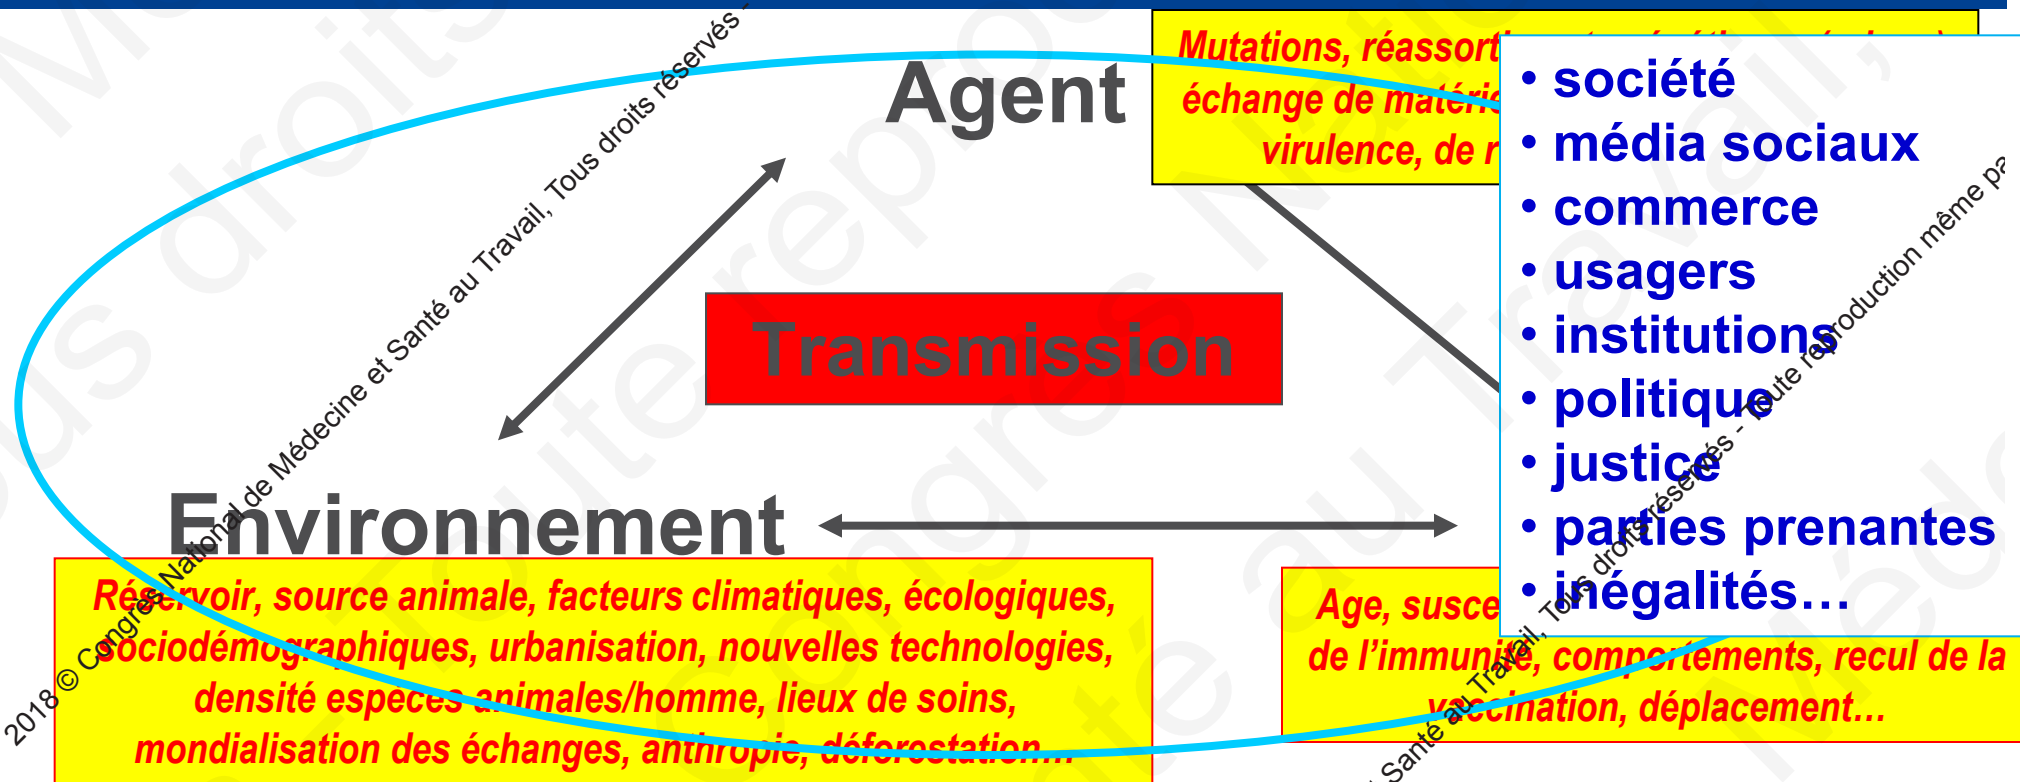 Mutations, réassort
Agent
échange de matérie
virulence, de r
• société
• média sociaux
• commerce
• usagers
• institutions
• politique
• justice
• parties prenantes
• inégalités…
Transmission
Environnement
Réservoir, source animale, facteurs climatiques, écologiques,
sociodémographiques, urbanisation, nouvelles technologies,
densité espèces animales/homme, lieux de soins,
mondialisation des échanges, anthropie, déforestation…
Age, susce
de l’immunité, comportements, recul de la
vaccination, déplacement…
2018 © Congrès National de Médecine et Santé au Travail, Tous droits réservés -
Santé au Travail, Tous droits réservés - Toute reproduction même pa